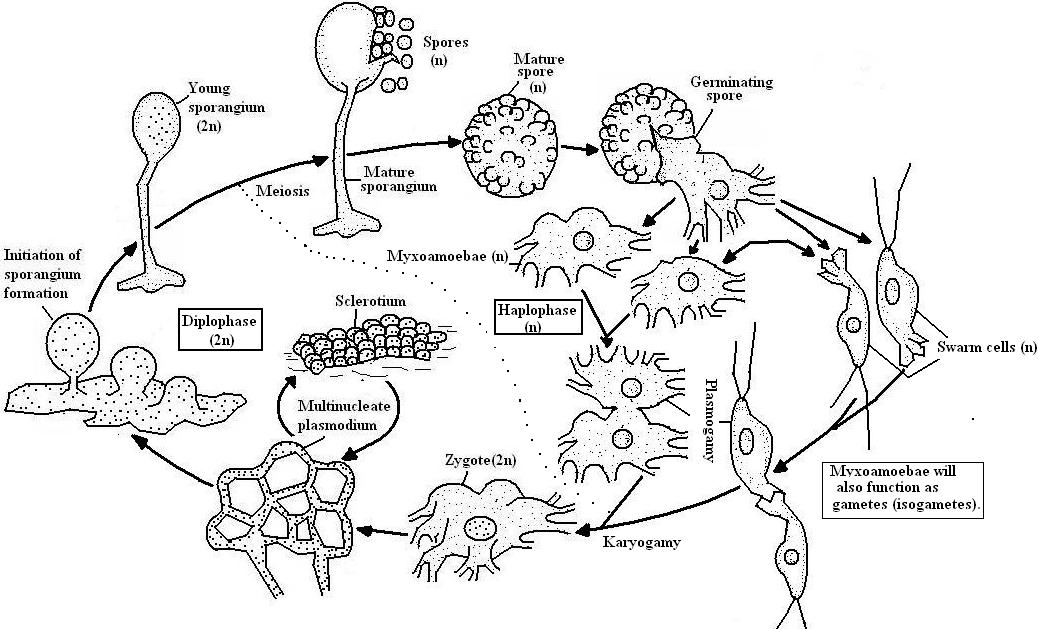 Spores
(n)
Mature
spore
(n)
Germinating
spore
Young
sporangium
(2n)
Meiosis
Mature
sporangium
Myxoamoebae (n)
Initiation of
sporangium
formation
Diplophase
(2n)
Sclerotium
Haplophase
(n)
Swarm cells (n)
Multinucleate
plasmodium
Plasmogamy
Zygote(2n)
Myxoamoebae will
also function as
gametes (isogametes).
Karyogamy